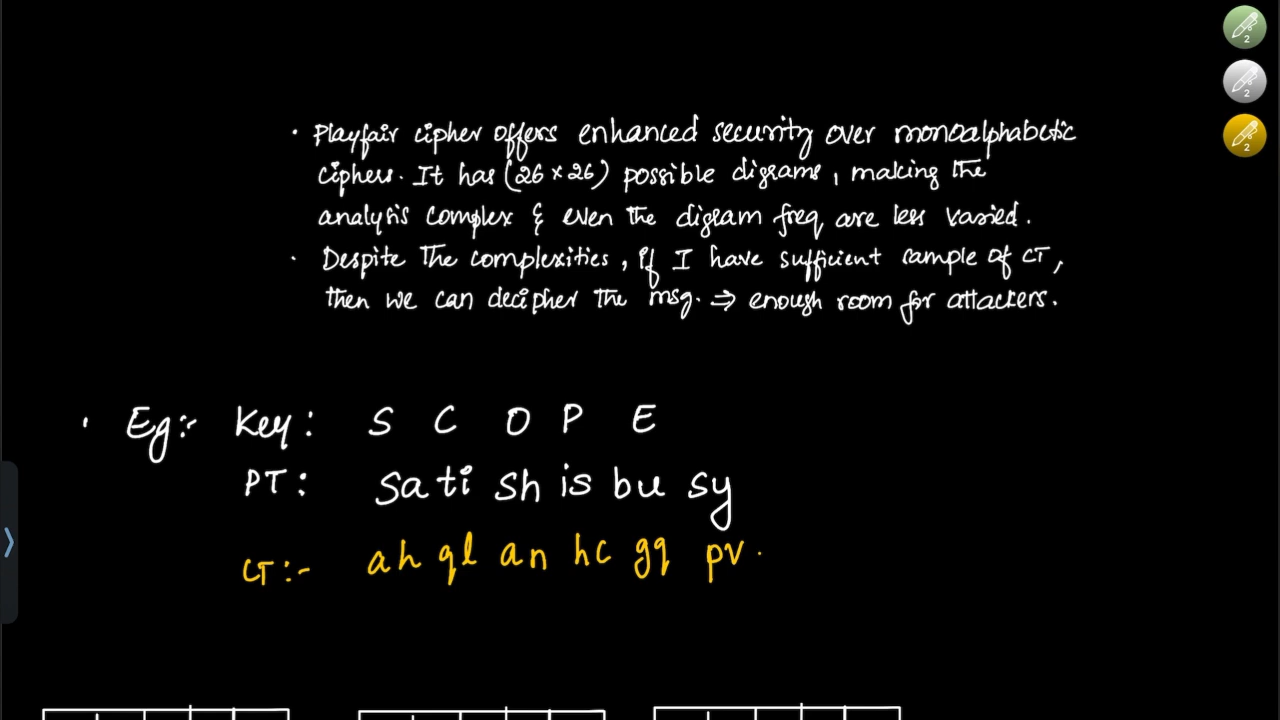 • Playfair cipher offers enhanced security over monoalphabetic
ciphers. It has (26 × 26) possible digrams, making the
analysis complex & even the digram freq are less varied.
• Despite the complexities, if I have sufficient sample of CT,
then we can decipher the msg. ⇒ enough room for attackers.
• Eg:- Key: S C O P E
PT: sa ti sh is bu sy
CT:- ah ql an hc gq pv.
2
2
2